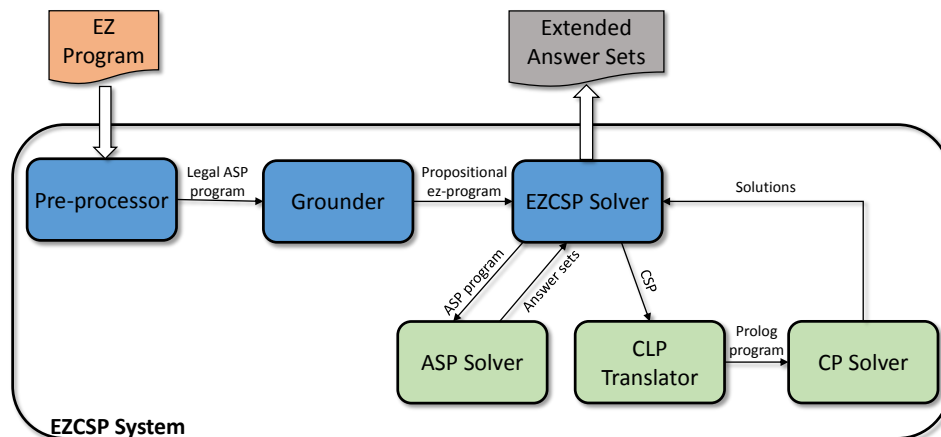 EZ
Program
Extended
Answer Sets
Legal ASP
program
Propositional
ez-program
Solutions
Pre-processor
Grounder
EZCSP Solver
ASP program
Answer sets
CSP
ASP Solver
CLP
Translator
Prolog
program
CP Solver
EZCSP System